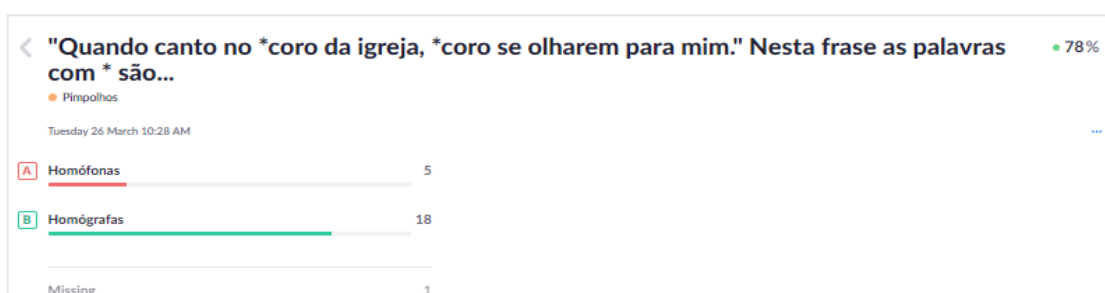 "Quando canto no *coro da igreja, *coro se olharem para mim." Nesta frase as palavras
com * são...
78%
Pimpolhos
Tuesday 26 March 10:28 AM
...
A Homófonas 5
B Homógrafas 18
Missing 1